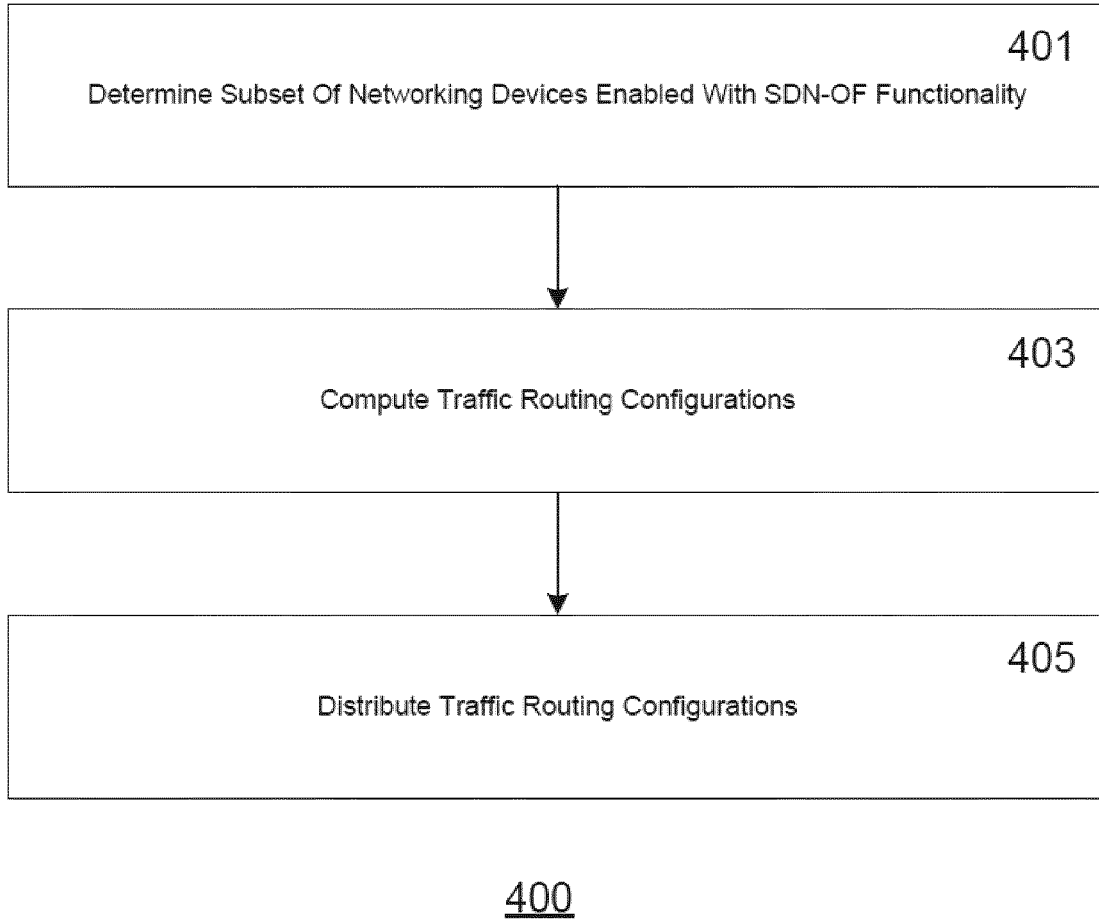 401
Determine Subset Of Networking Devices Enabled With SDN-OF Functionality
403
Compute Traffic Routing Configurations
405
Distribute Traffic Routing Configurations
400